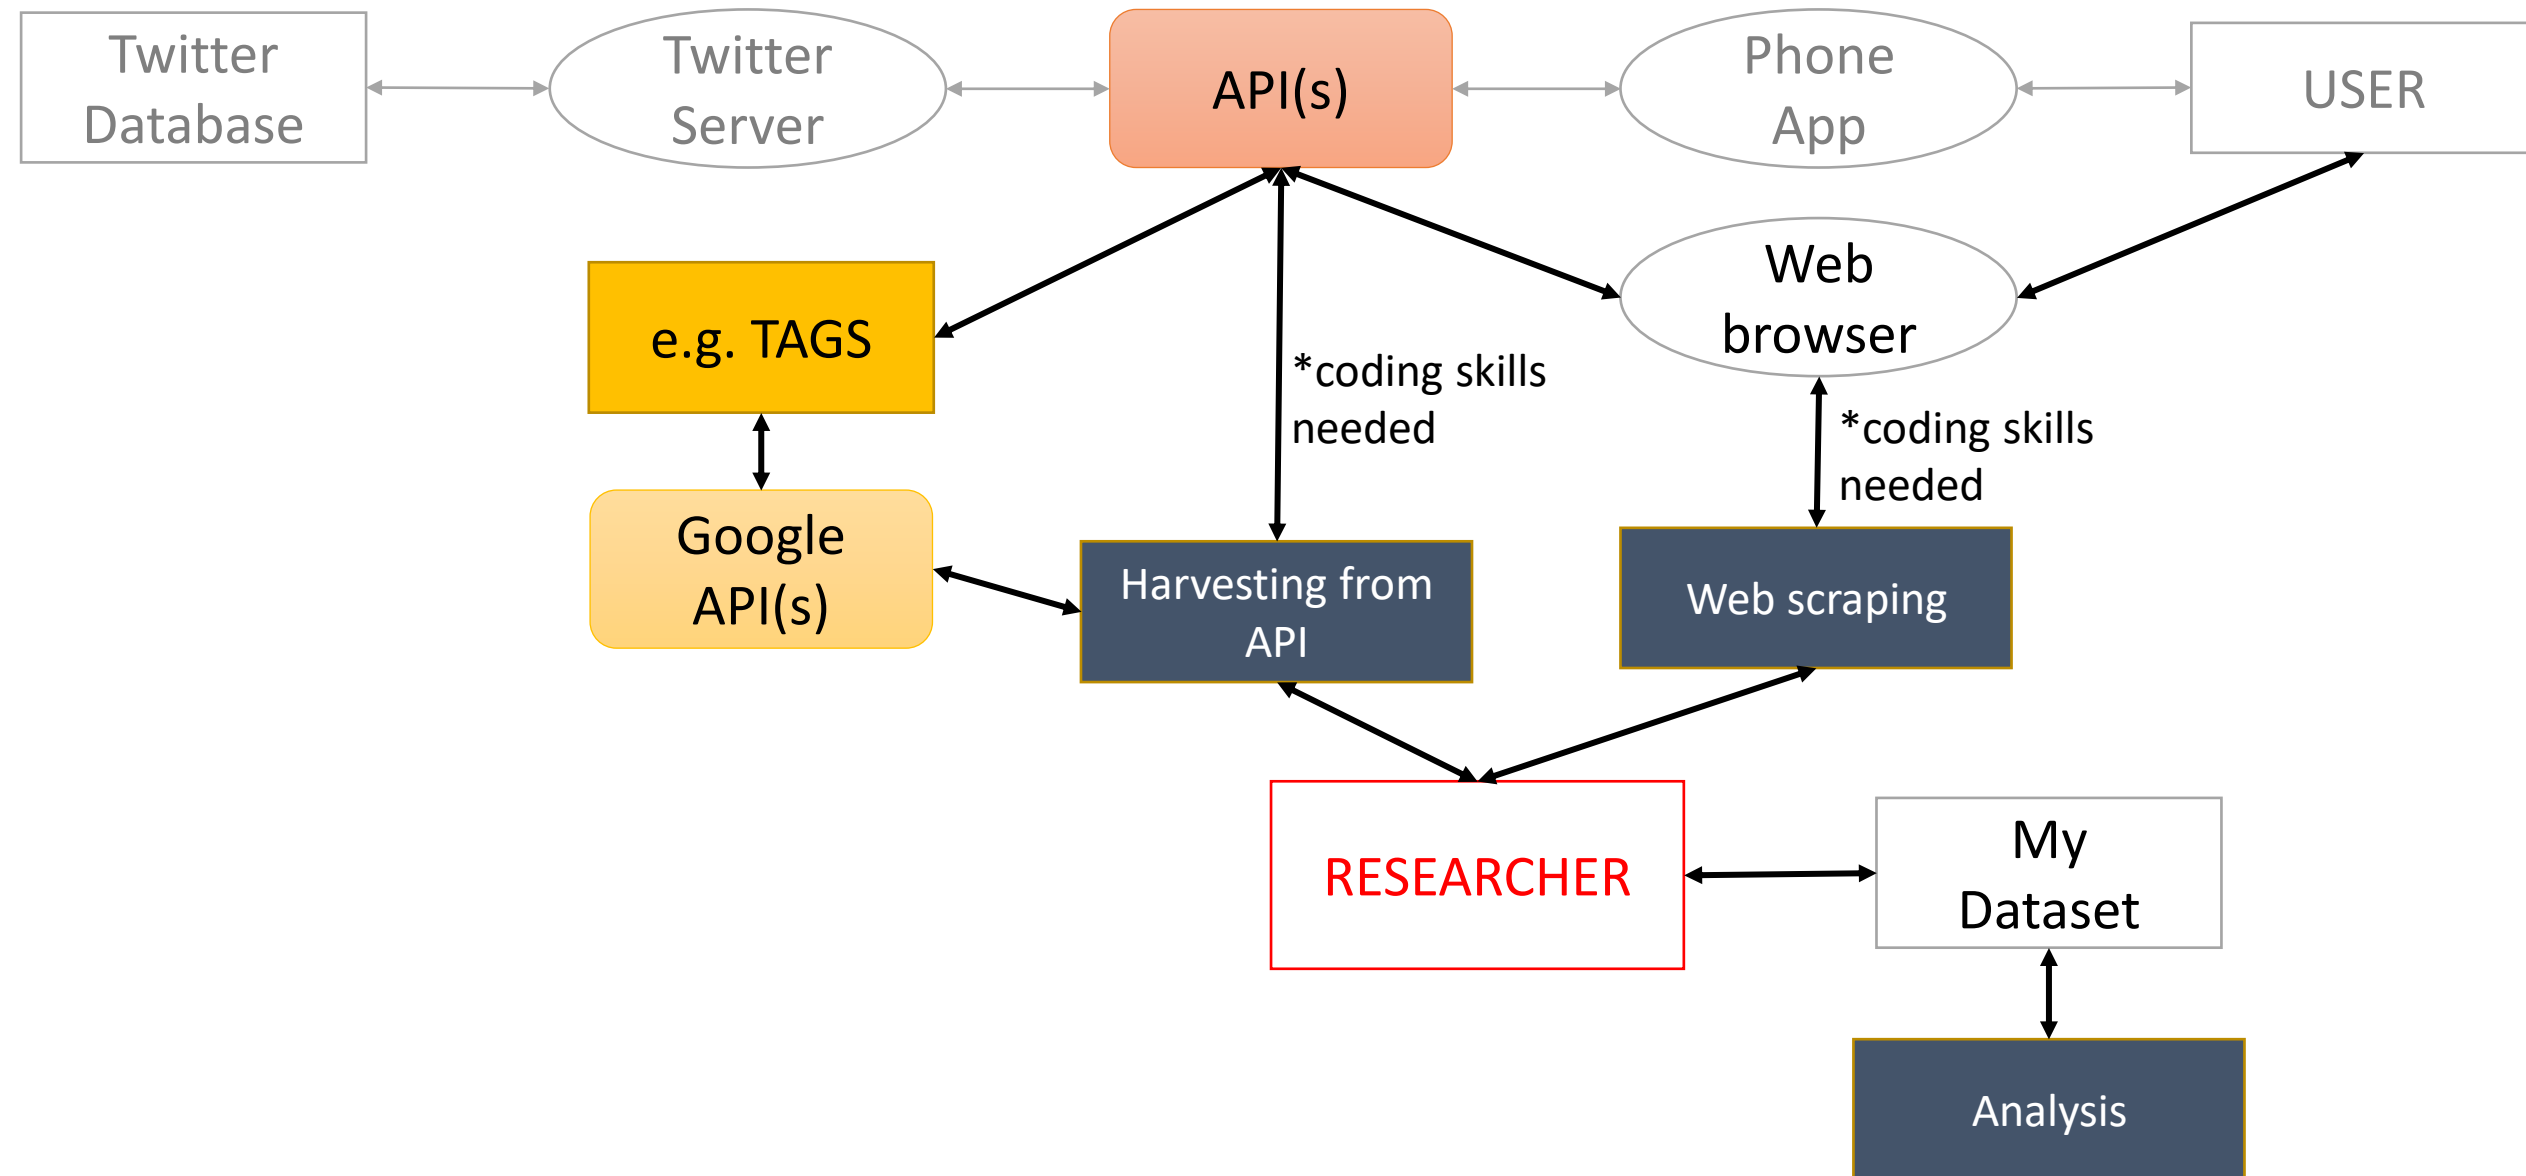 Twitter
Database
Twitter
Server
API(s)
Phone
App
USER
Web
browser
e.g. TAGS
*coding skills
needed
*coding skills
needed
Google
API(s)
Harvesting from
API
Web scraping
RESEARCHER
My
Dataset
Analysis